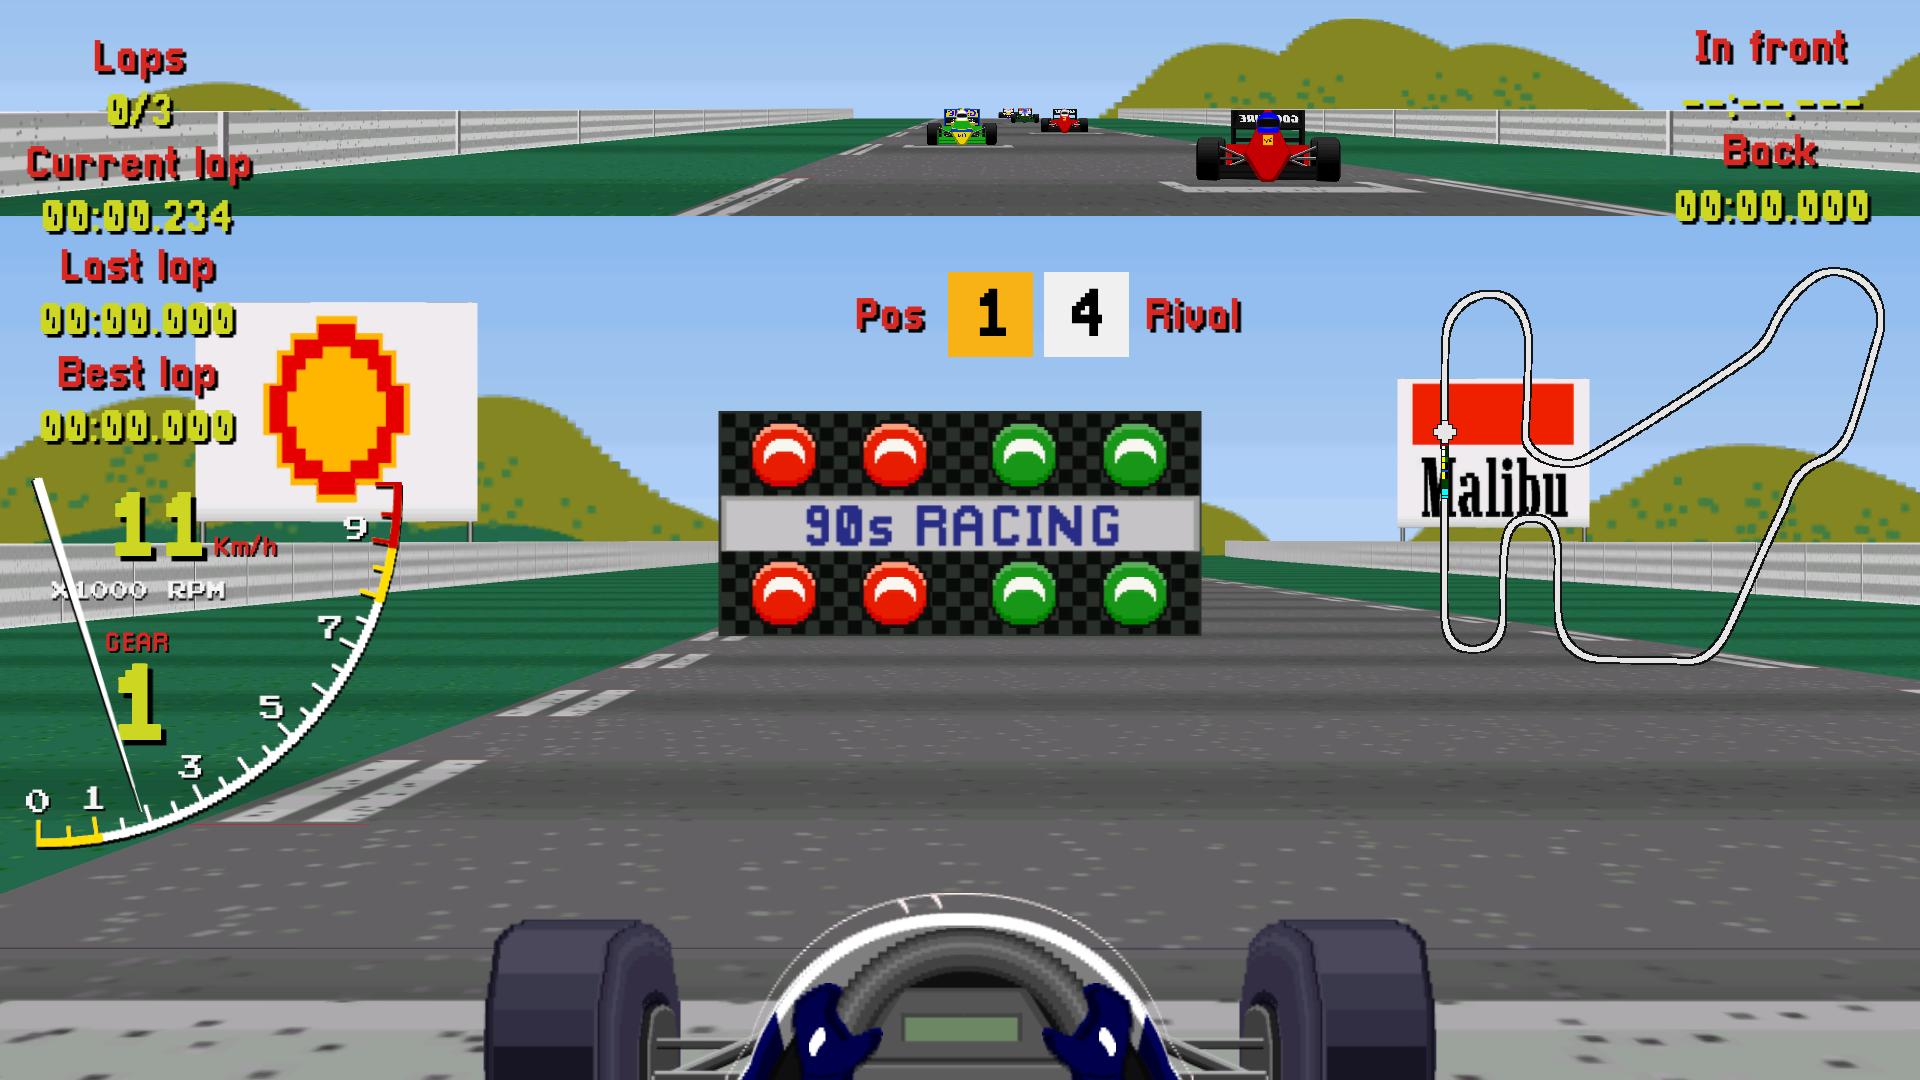 Laps
0/3
Current lap
00:00.234
Last lap
00:00.000
Best lap
00:00.000
In front
--:--.---
Back
00:00.000
Pos 1 4 Rival
90s RACING
Malibu
11 Km/h
X1000 RPM
GEAR
1
0 1 3 5 7 9